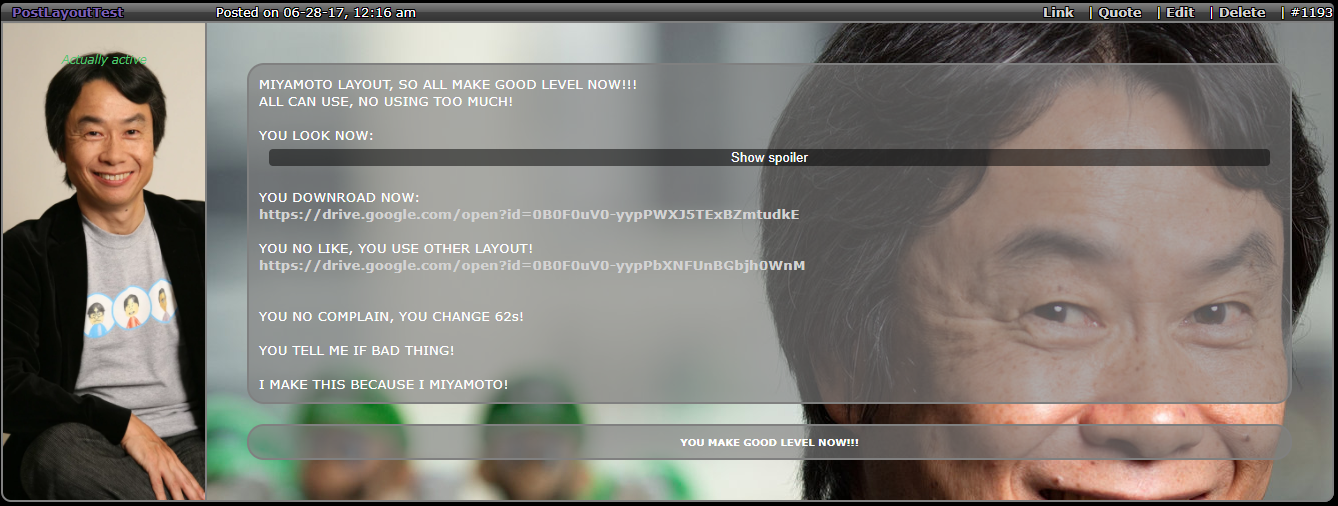 PostLayoutTest
Posted on 06-28-17, 12:16 am
Link | Quote | Edit | Delete | #1193
Actually active
MIYAMOTO LAYOUT, SO ALL MAKE GOOD LEVEL NOW!!!
ALL CAN USE, NO USING TOO MUCH!
YOU LOOK NOW:
Show spoiler
YOU DOWNROAD NOW:
https://drive.google.com/open?id=0B0F0uV0-yypPWXJ5TExBZmtudkE
YOU NO LIKE, YOU USE OTHER LAYOUT!
https://drive.google.com/open?id=0B0F0uV0-yypPbXNFUnBGbjh0WnM
YOU NO COMPLAIN, YOU CHANGE 62s!
YOU TELL ME IF BAD THING!
I MAKE THIS BECAUSE I MIYAMOTO!
YOU MAKE GOOD LEVEL NOW!!!